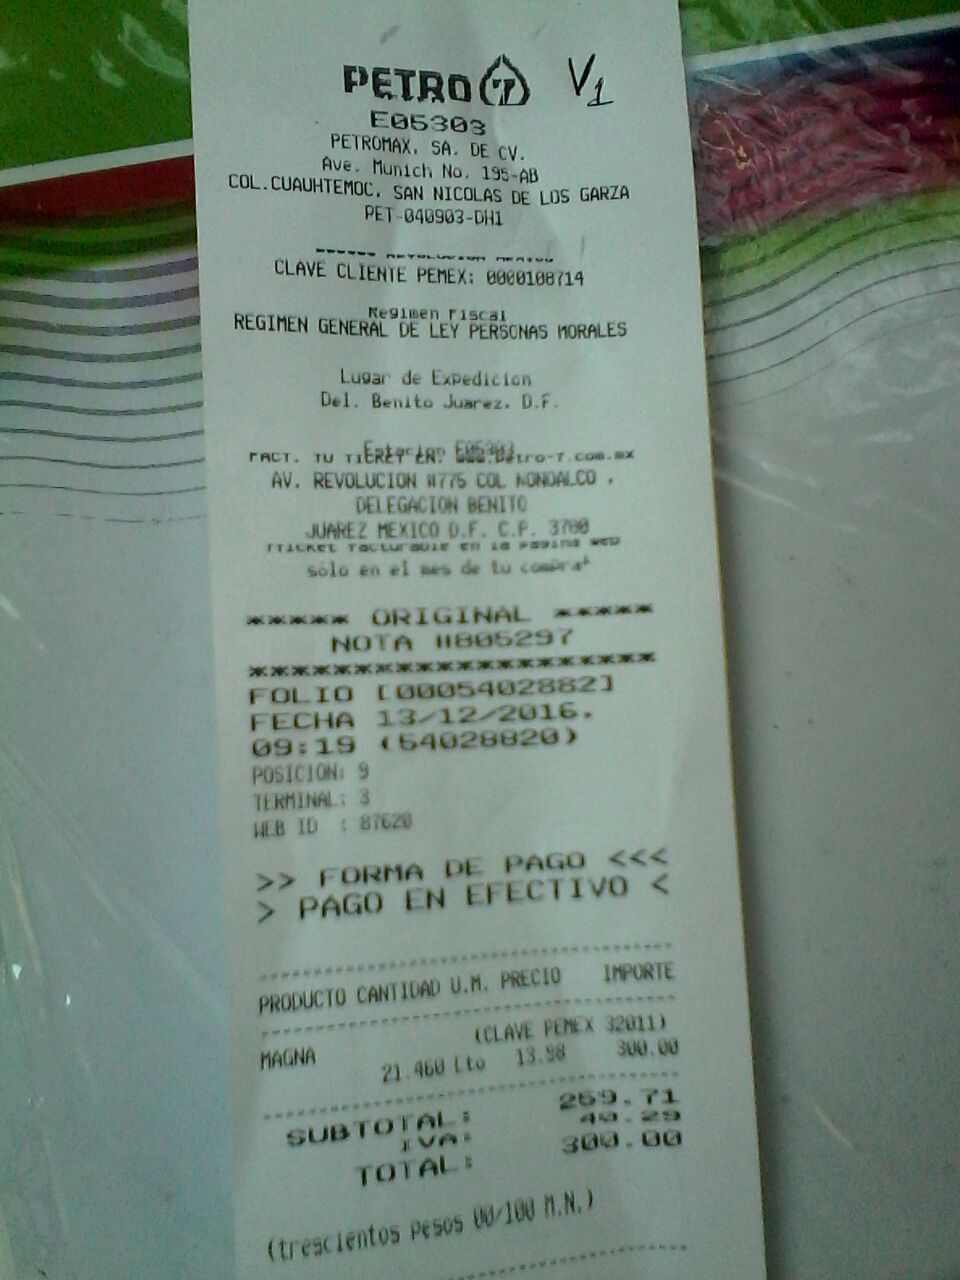 PETRO 7 V1
E05303
PETROMAX, SA. DE CV.
Ave. Munich No. 195-AB
COL.CUAUHTEMOC, SAN NICOLAS DE LOS GARZA
PET-040903-DH1
REVOLUCION MEXICO
CLAVE CLIENTE PEMEX: 0000108714
Regimen Fiscal
REGIMEN GENERAL DE LEY PERSONAS MORALES
Lugar de Expedicion
Del. Benito Juarez, D.F.
Estacion E05303
FACT. TU TICKET EN:
AV. REVOLUCION #775 COL NONOALCO .
DELEGACION BENITO
JUAREZ MEXICO D.F. C.P. 3700
Ticket facturable en la pagina web
solo en el mes de tu compra*
***** ORIGINAL *****
NOTA #805297
********************
FOLIO [0005402882]
FECHA 13/12/2016.
09:19 (54028820)
POSICION: 9
TERMINAL: 3
WEB ID : 87620
>> FORMA DE PAGO <<<
> PAGO EN EFECTIVO <
PRODUCTO CANTIDAD U.M. PRECIO IMPORTE
(CLAVE PEMEX 32011)
MAGNA 21.460 Lto 13.98 300.00
SUBTOTAL: 259.71
IVA: 40.29
TOTAL: 300.00
(trescientos pesos 00/100 M.N.)